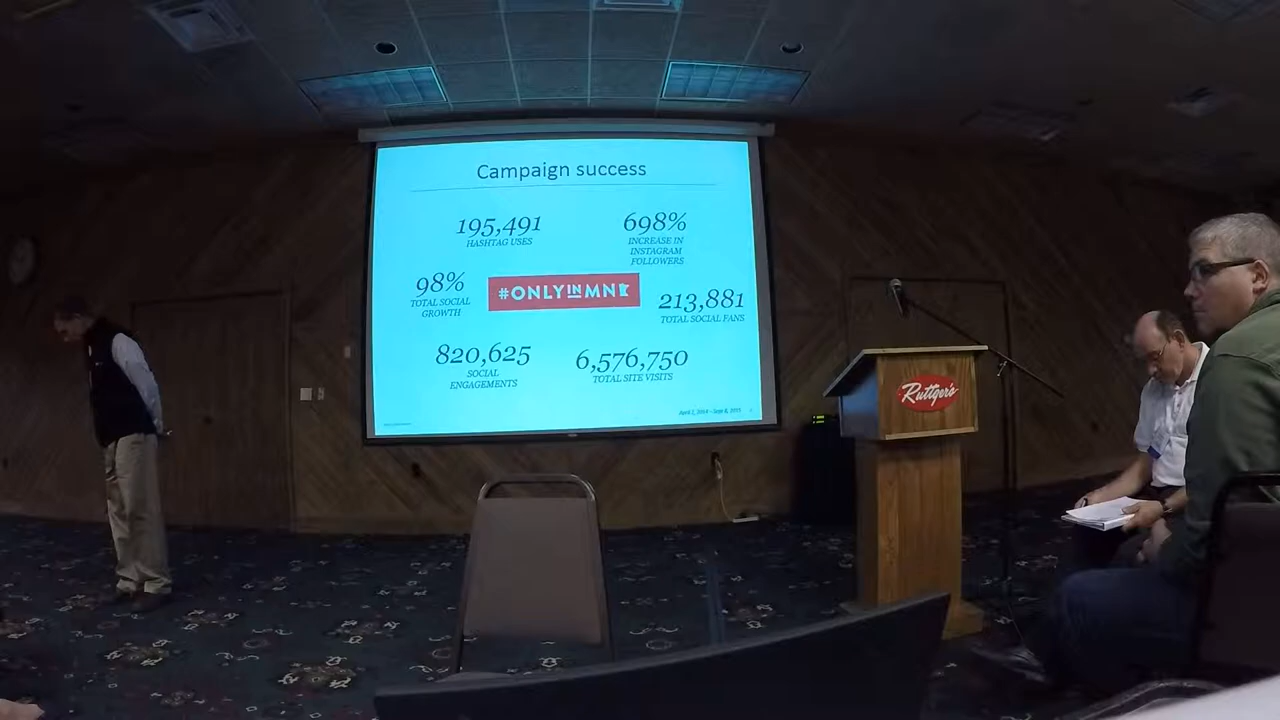 Campaign success
195,491
HASHTAG USES
698%
INCREASE IN
INSTAGRAM
FOLLOWERS
98%
TOTAL SOCIAL
GROWTH
#ONLYINMN
213,881
TOTAL SOCIAL FANS
820,625
SOCIAL
ENGAGEMENTS
6,576,750
TOTAL SITE VISITS
Ruttger's